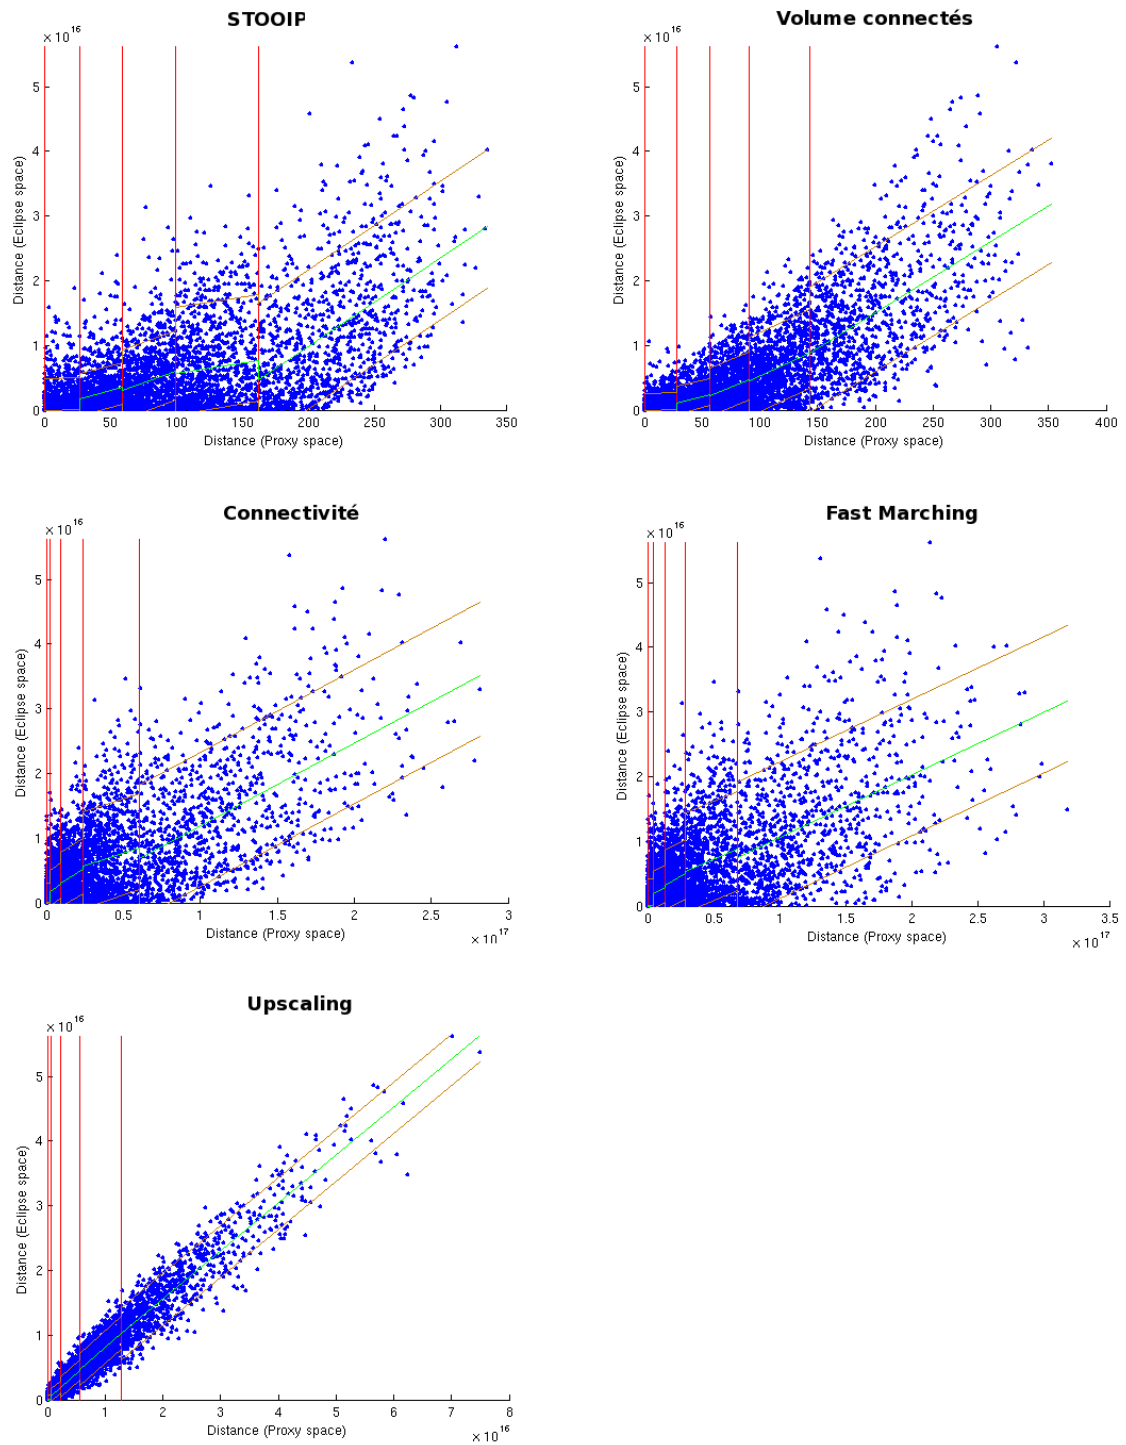 STOOIP
× 10 16
5
4
3
2
1
0
0 50 100 150 200 250 300 350
Distance (Proxy space)
Distance (Eclipse space)
Volume connectés
× 10 16
5
4
3
2
1
0
0 50 100 150 200 250 300 350 400
Distance (Proxy space)
Distance (Eclipse space)
Connectivité
× 10 16
5
4
3
2
1
0
0 0.5 1 1.5 2 2.5 3
Distance (Proxy space)
× 10 17
Distance (Eclipse space)
Fast Marching
× 10 16
5
4
3
2
1
0
0 0.5 1 1.5 2 2.5 3 3.5
Distance (Proxy space)
× 10 17
Distance (Eclipse space)
Upscaling
× 10 16
5
4
3
2
1
0
0 1 2 3 4 5 6 7 8
Distance (Proxy space)
× 10 16
Distance (Eclipse space)